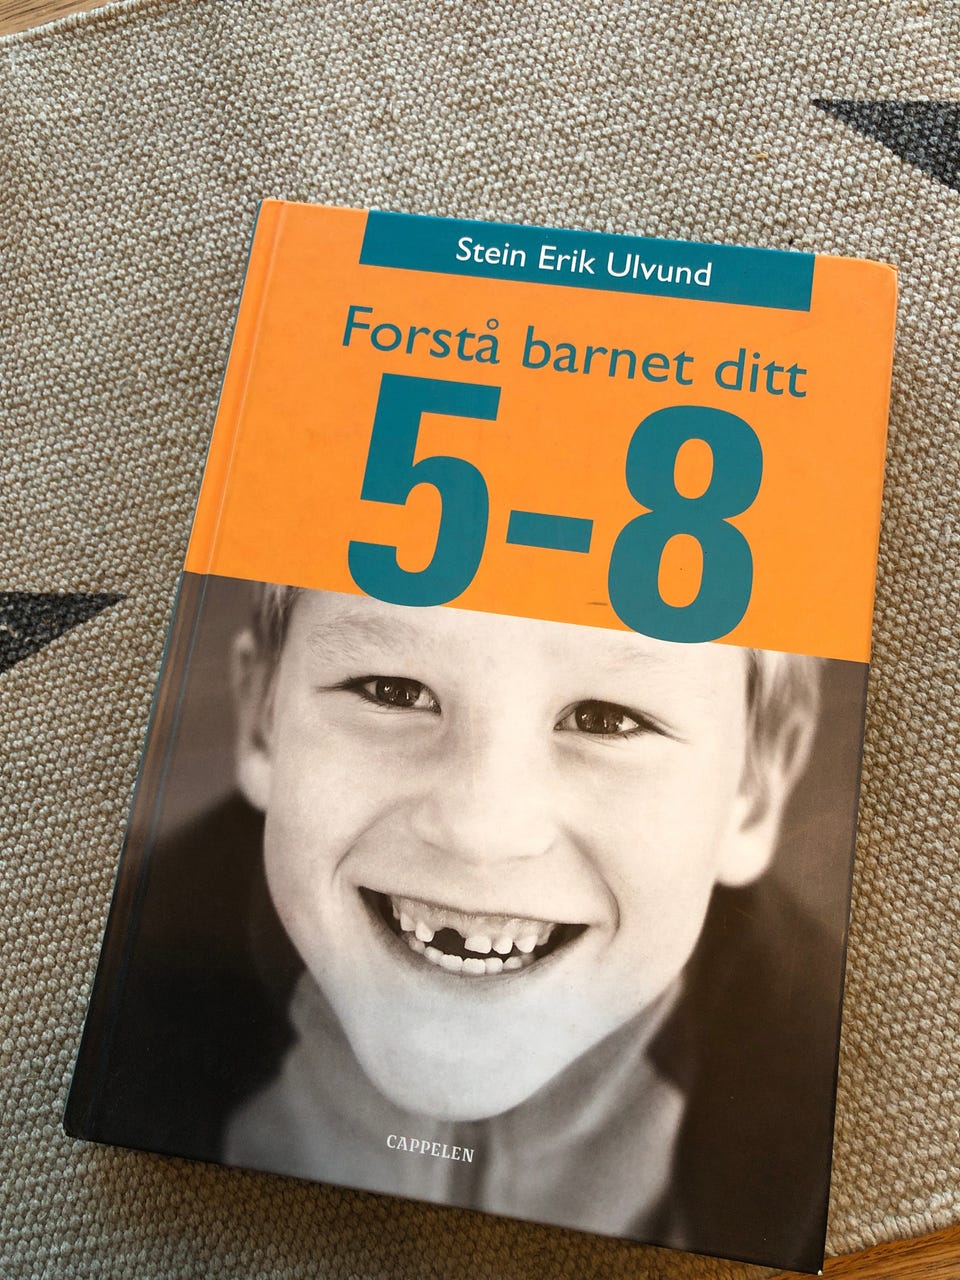 Stein Erik Ulvund
Forstå barnet ditt
5-8
CAPPELEN